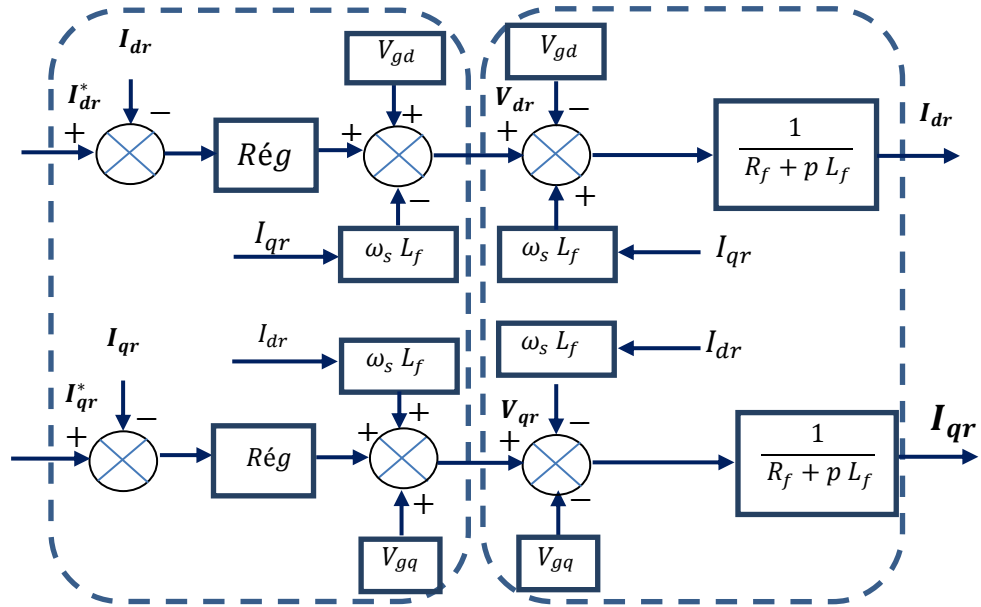 I_dr
V_gd
V_gd
I*_dr
−
+
V_dr
−
I_dr
+
Rég
+
+
1
R_f + p L_f
−
+
I_qr
ω_s L_f
ω_s L_f
I_qr
I_qr
I_dr
ω_s L_f
ω_s L_f
I_dr
I*_qr
−
+
V_qr
−
I_qr
+
Rég
+
+
1
R_f + p L_f
+
−
V_gq
V_gq